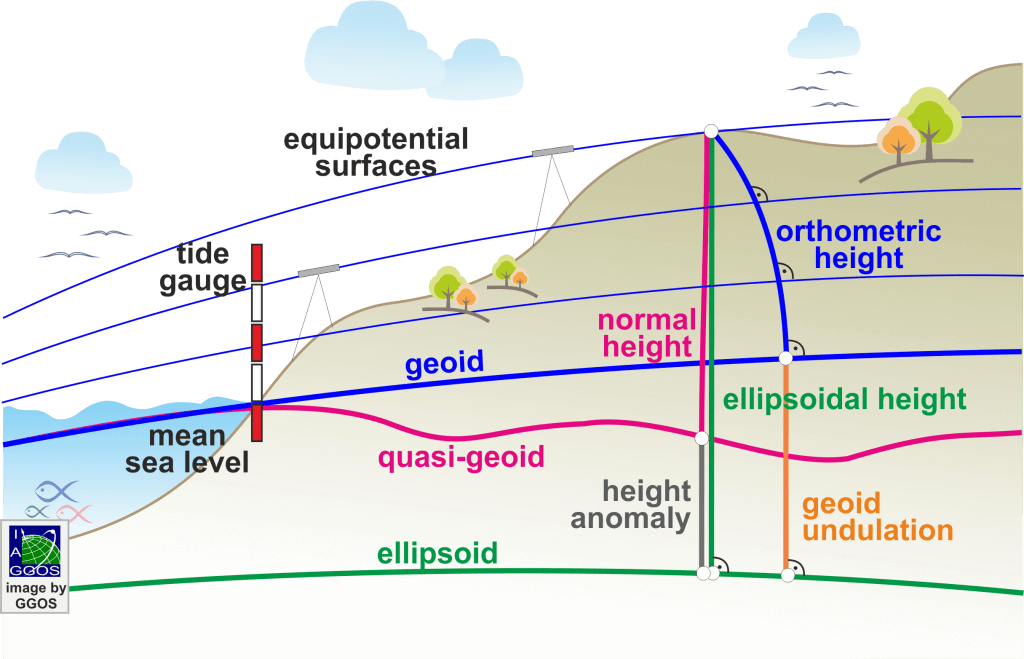 equipotential
surfaces
tide
gauge
orthometric
height
normal
height
geoid
ellipsoidal height
mean
sea level
quasi-geoid
height
anomaly
geoid
undulation
ellipsoid
I
A
GGOS
image by
GGOS